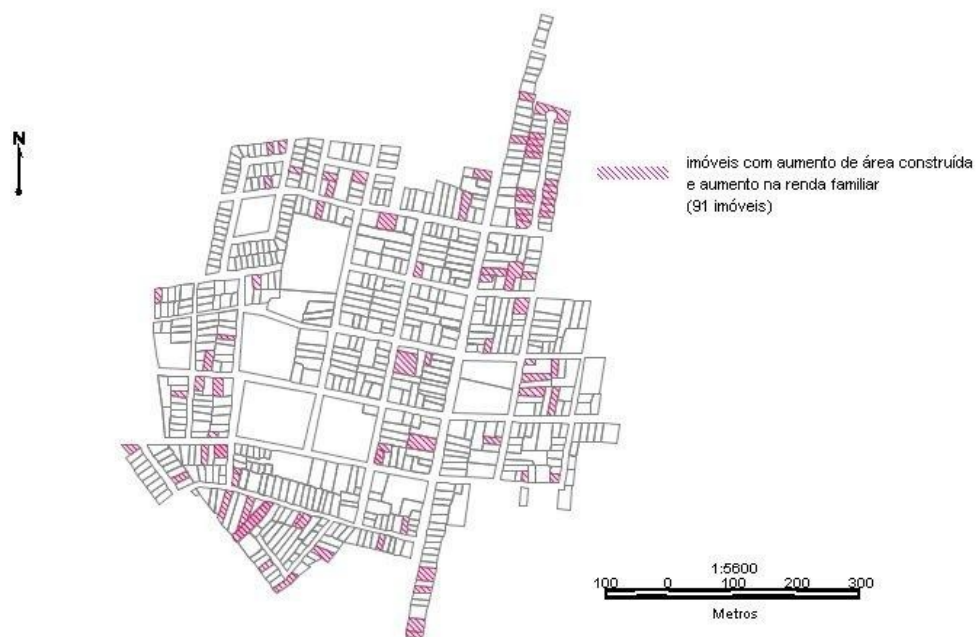 N
imóveis com aumento de área construída
e aumento na renda familiar
(91 imóveis)
1:5600
100 0 100 200 300
Metros